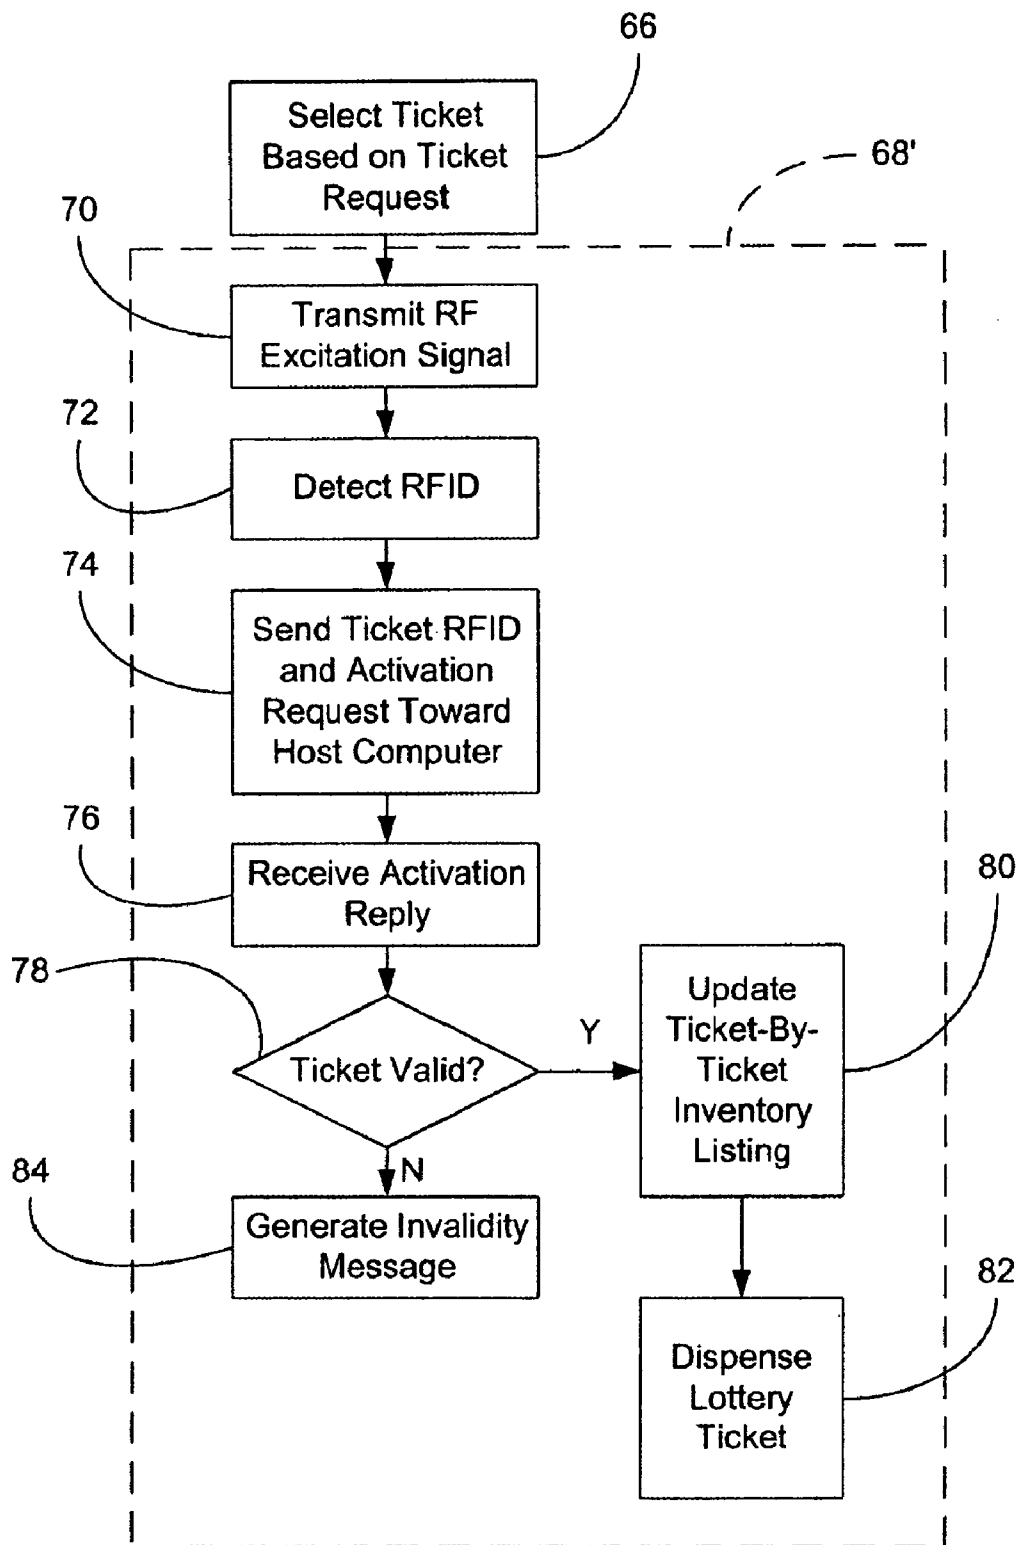 66
Select Ticket
Based on Ticket
Request
68'
70
Transmit RF
Excitation Signal
72
Detect RFID
74
Send Ticket RFID
and Activation
Request Toward
Host Computer
76
Receive Activation
Reply
78
Ticket Valid?
Y
N
80
Update
Ticket-By-
Ticket
Inventory
Listing
84
Generate Invalidity
Message
82
Dispense
Lottery
Ticket